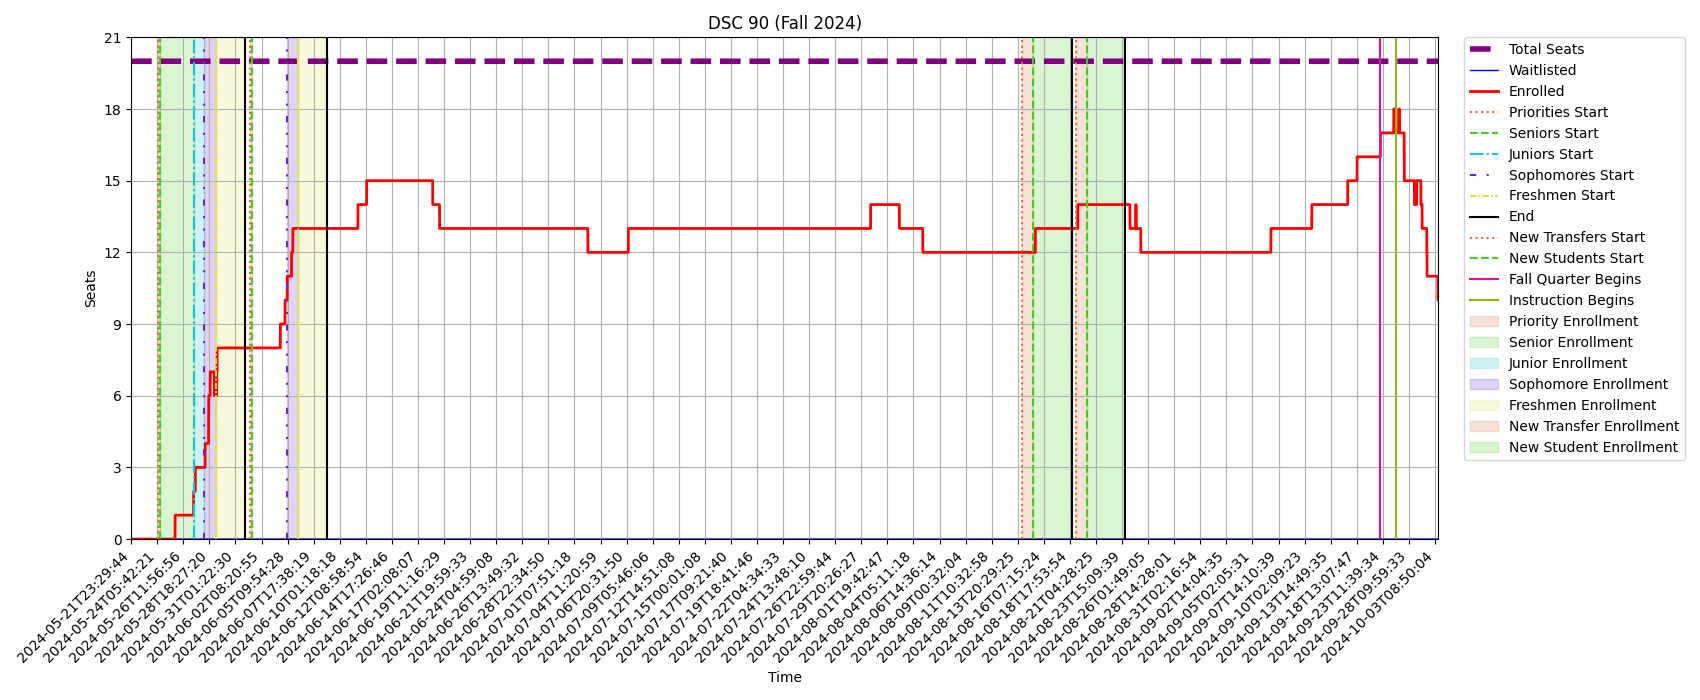 DSC 90 (Fall 2024)
21
18
15
12
9
6
3
0
Seats
2024-05-21T23:29:44
2024-05-24T05:42:21
2024-05-26T11:56:56
2024-05-28T18:27:20
2024-05-31T01:22:30
2024-06-02T08:20:55
2024-06-05T09:54:28
2024-06-07T17:38:19
2024-06-10T01:18:18
2024-06-12T08:58:54
2024-06-14T17:26:46
2024-06-17T02:08:07
2024-06-19T11:16:29
2024-06-21T19:59:33
2024-06-24T04:59:08
2024-06-26T13:49:32
2024-06-28T22:34:50
2024-07-01T07:51:18
2024-07-04T11:20:59
2024-07-06T20:31:50
2024-07-09T05:46:06
2024-07-12T14:51:08
2024-07-15T00:01:08
2024-07-17T09:21:40
2024-07-19T18:41:46
2024-07-22T04:34:33
2024-07-24T13:48:10
2024-07-26T22:59:44
2024-07-29T20:26:27
2024-08-01T19:42:47
2024-08-04T05:11:18
2024-08-06T14:36:14
2024-08-09T00:32:04
2024-08-11T10:32:58
2024-08-13T20:29:25
2024-08-16T07:15:24
2024-08-18T17:53:54
2024-08-21T04:28:25
2024-08-23T15:09:39
2024-08-26T01:49:05
2024-08-28T14:28:01
2024-08-31T02:16:54
2024-09-02T14:04:35
2024-09-05T02:05:31
2024-09-07T14:10:39
2024-09-10T02:09:23
2024-09-13T14:49:35
2024-09-18T13:07:47
2024-09-23T11:39:34
2024-09-28T09:59:33
2024-10-03T08:50:04
Time
Total Seats
Waitlisted
Enrolled
Priorities Start
Seniors Start
Juniors Start
Sophomores Start
Freshmen Start
End
New Transfers Start
New Students Start
Fall Quarter Begins
Instruction Begins
Priority Enrollment
Senior Enrollment
Junior Enrollment
Sophomore Enrollment
Freshmen Enrollment
New Transfer Enrollment
New Student Enrollment